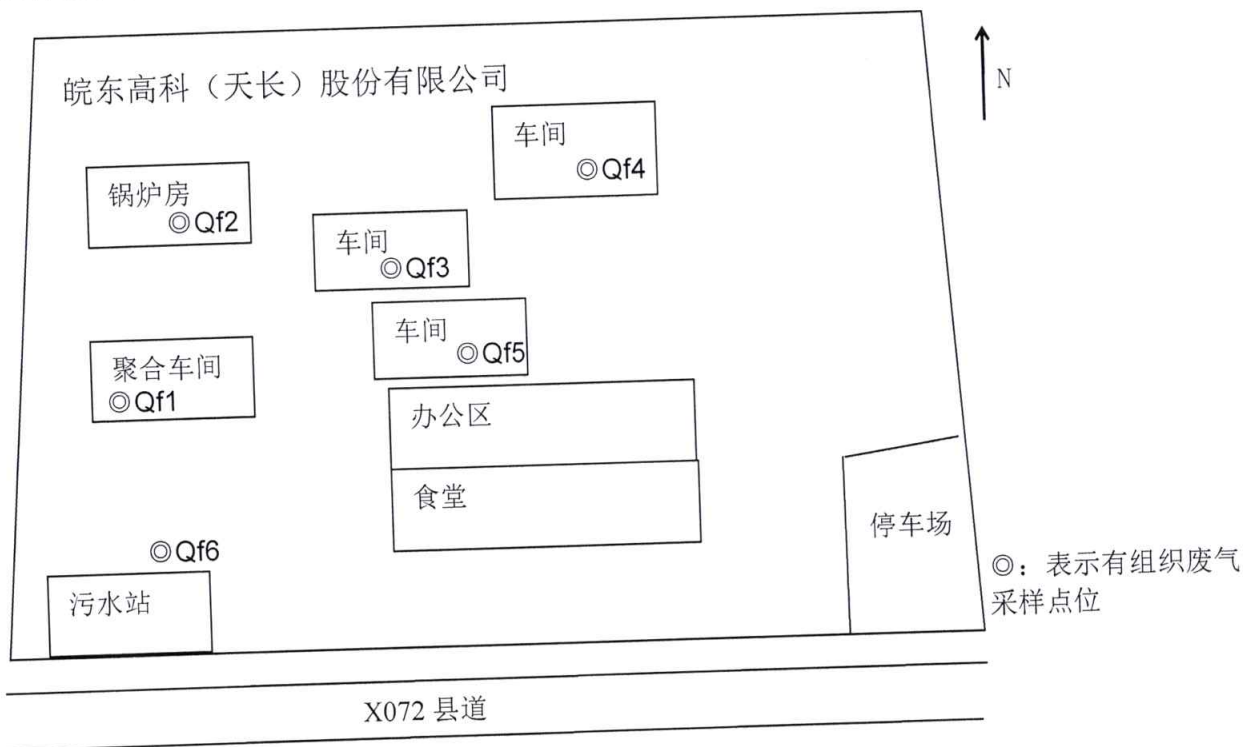 皖东高科（天长）股份有限公司
N
车间
◎Qf4
锅炉房
◎Qf2
车间
◎Qf3
车间
◎Qf5
聚合车间
◎Qf1
办公区
食堂
停车场
◎Qf6
污水站
◎：表示有组织废气
采样点位
X072 县道